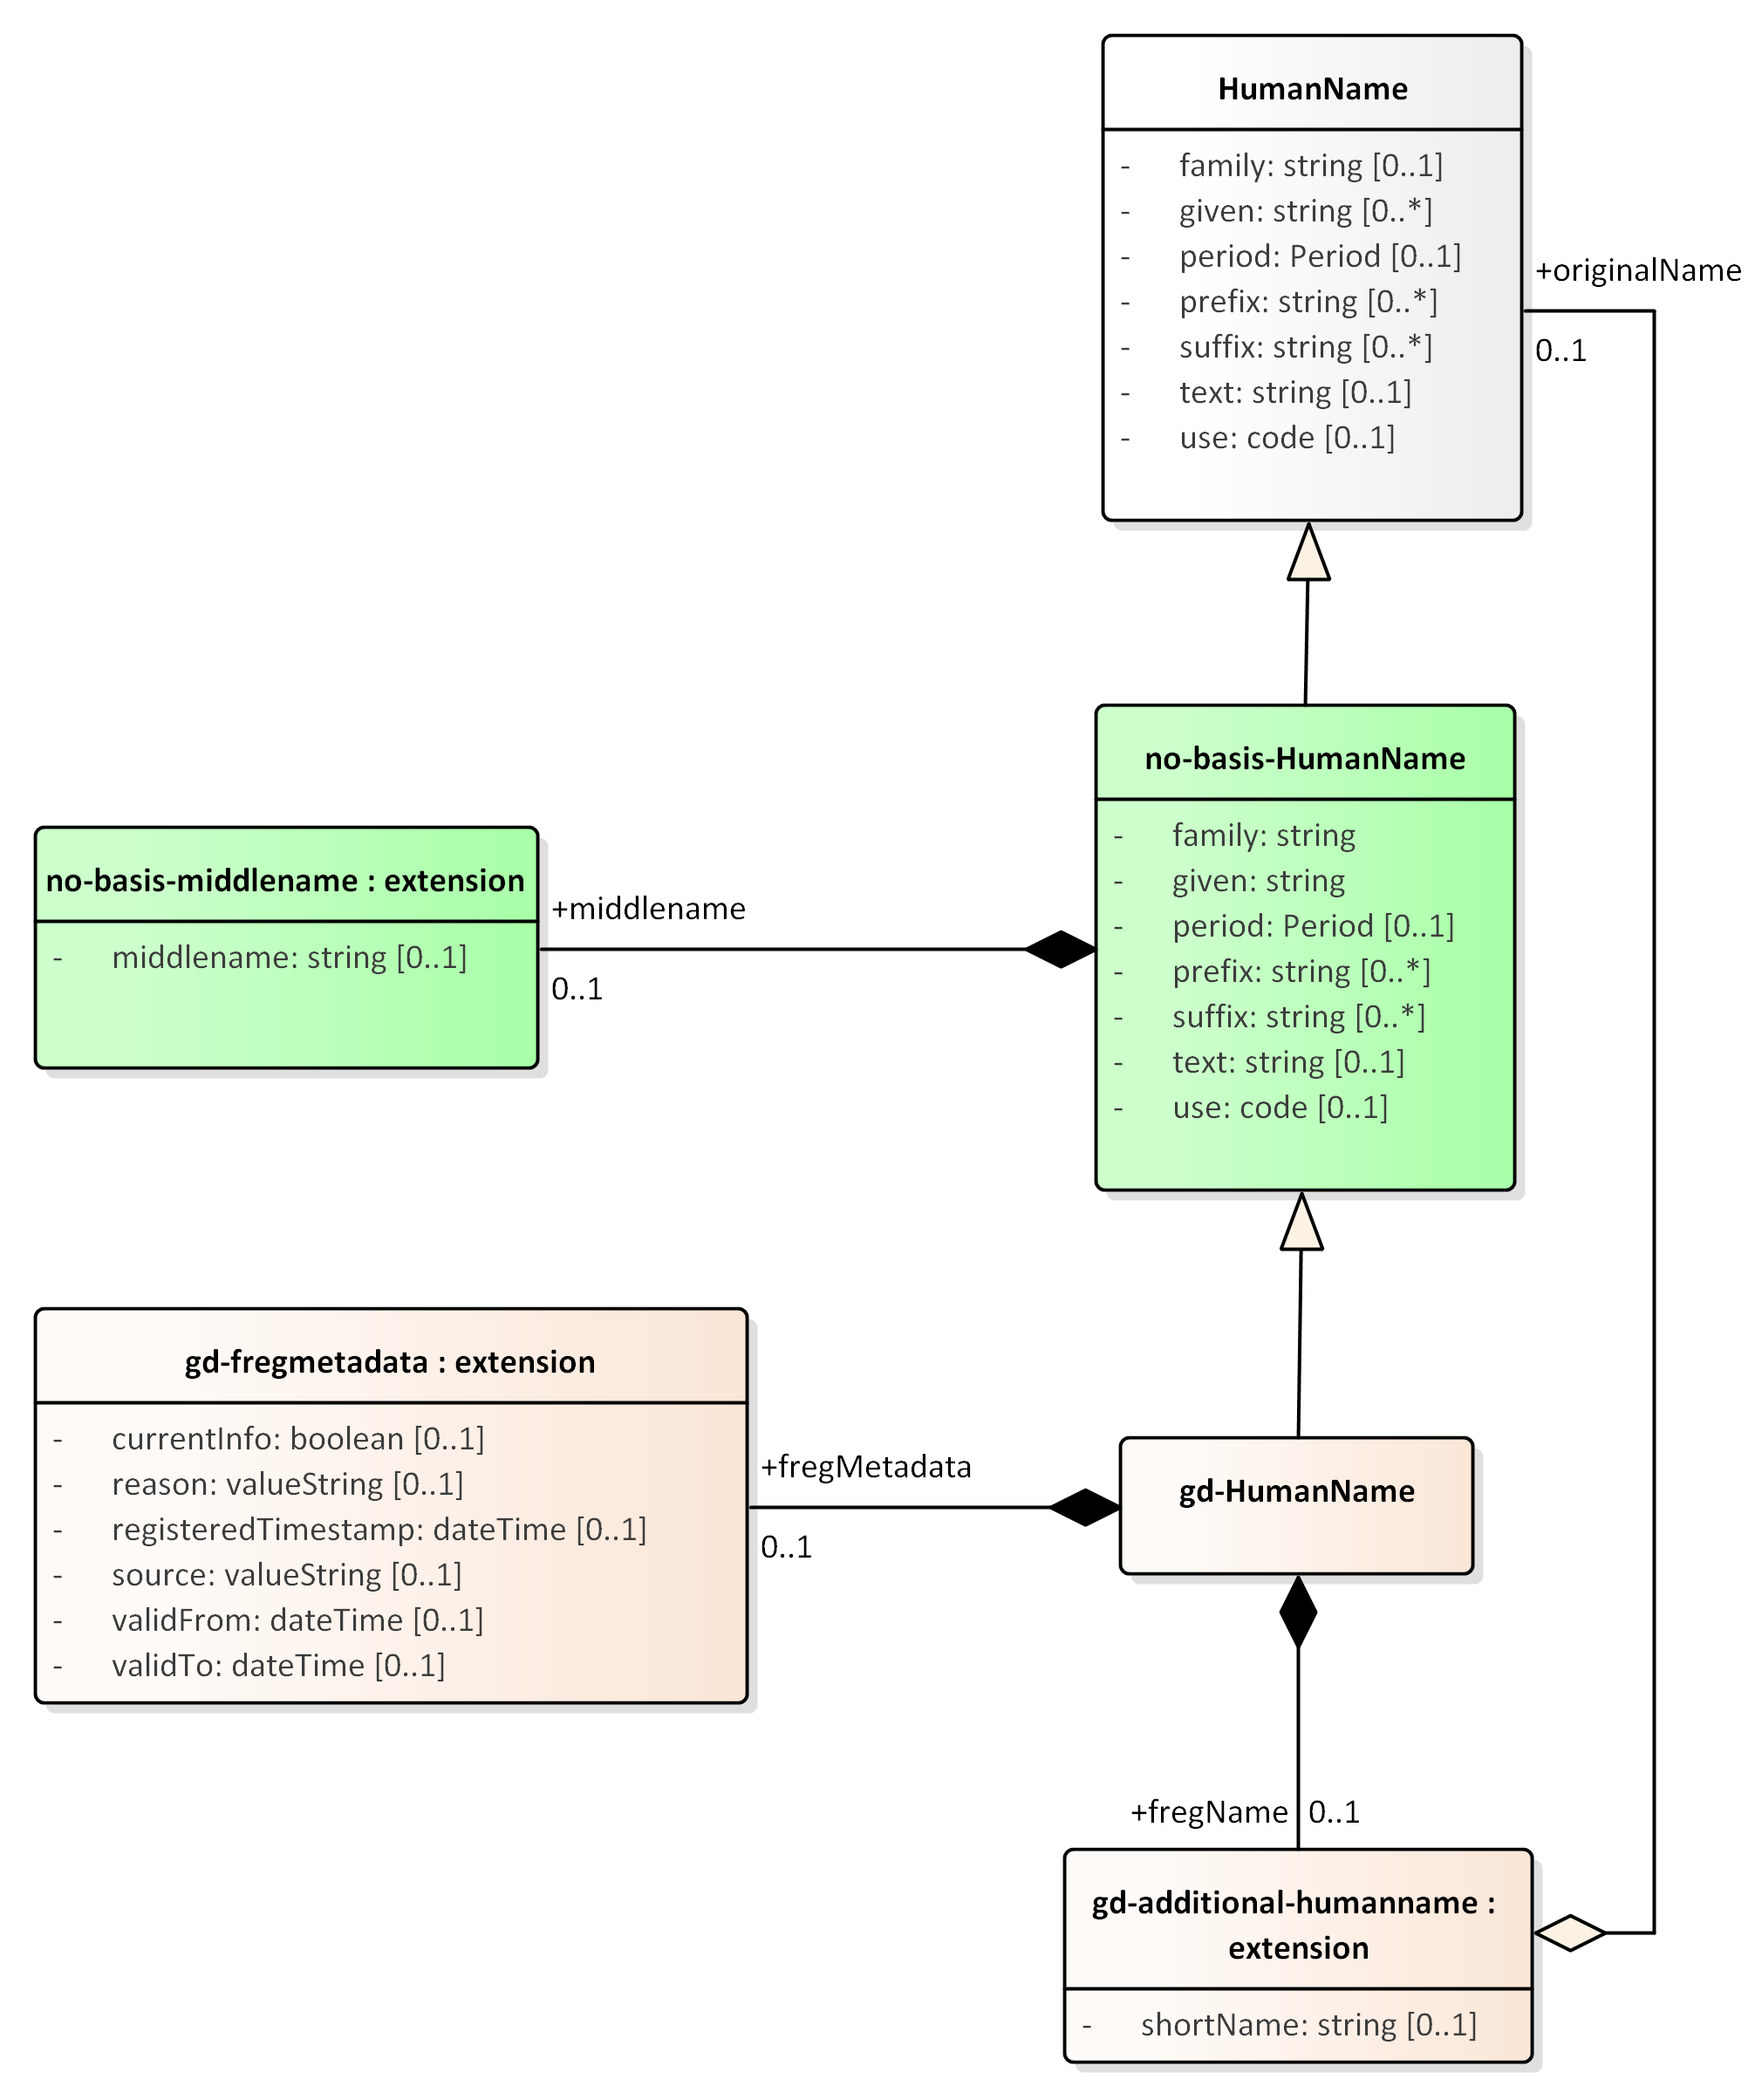 HumanName
- family: string [0..1]
- given: string [0..*]
- period: Period [0..1]
- prefix: string [0..*]
- suffix: string [0..*]
- text: string [0..1]
- use: code [0..1]
+originalName
0..1
no-basis-HumanName
- family: string
- given: string
- period: Period [0..1]
- prefix: string [0..*]
- suffix: string [0..*]
- text: string [0..1]
- use: code [0..1]
no-basis-middlename : extension
- middlename: string [0..1]
+middlename
0..1
gd-fregmetadata : extension
- currentInfo: boolean [0..1]
- reason: valueString [0..1]
- registeredTimestamp: dateTime [0..1]
- source: valueString [0..1]
- validFrom: dateTime [0..1]
- validTo: dateTime [0..1]
+fregMetadata
0..1
gd-HumanName
+fregName 0..1
gd-additional-humanname :
extension
- shortName: string [0..1]